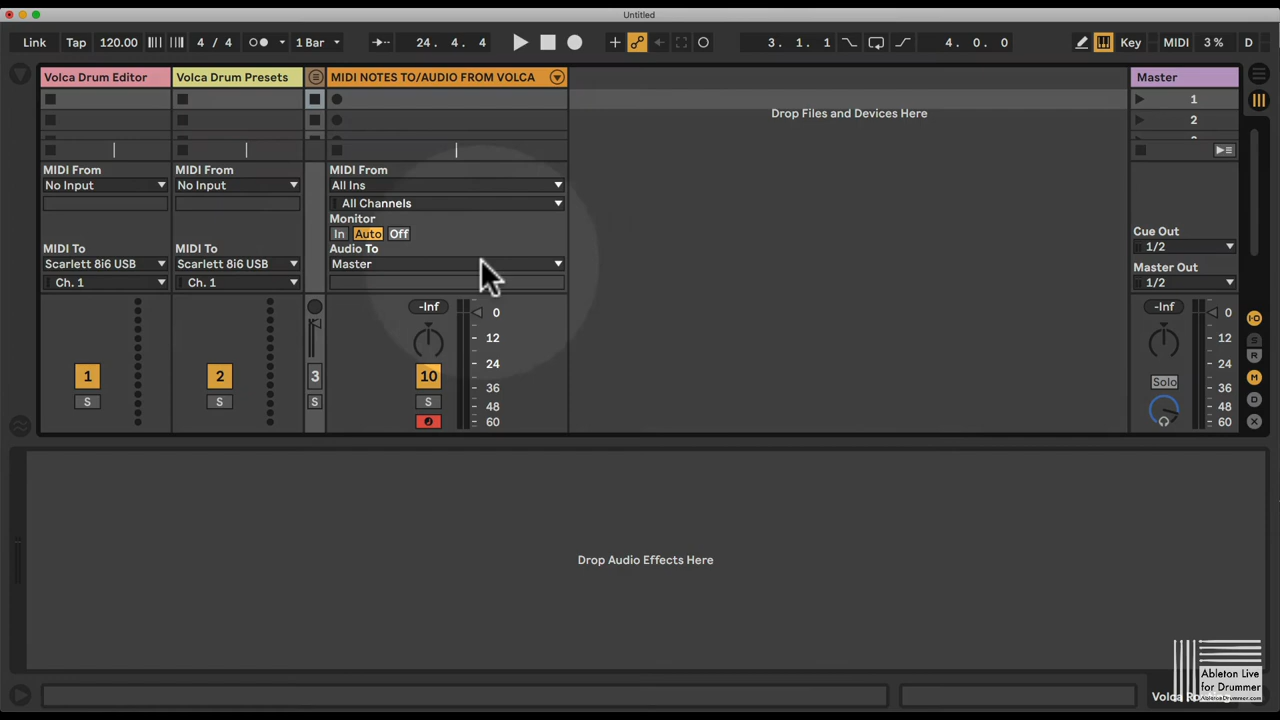 Untitled
Link Tap 120.00 4 / 4 1 Bar 24. 4. 4 3. 1. 1 4. 0. 0 Key MIDI 3 % D
Volca Drum Editor Volca Drum Presets MIDI NOTES TO/AUDIO FROM VOLCA Master
1
Drop Files and Devices Here
2
MIDI From MIDI From MIDI From
No Input No Input All Ins
All Channels
Monitor
In Auto Off
Cue Out
MIDI To MIDI To Audio To
1/2
Scarlett 8i6 USB Scarlett 8i6 USB Master
Master Out
Ch. 1 Ch. 1 1/2
-Inf 0 -Inf 0
12 12
24 24
1 2 3 10 Solo
36 36
S S S S
48 48
60 60
S
R
M
D
X
Drop Audio Effects Here
Ableton Live
for Drummer
AbletonDrummer.com